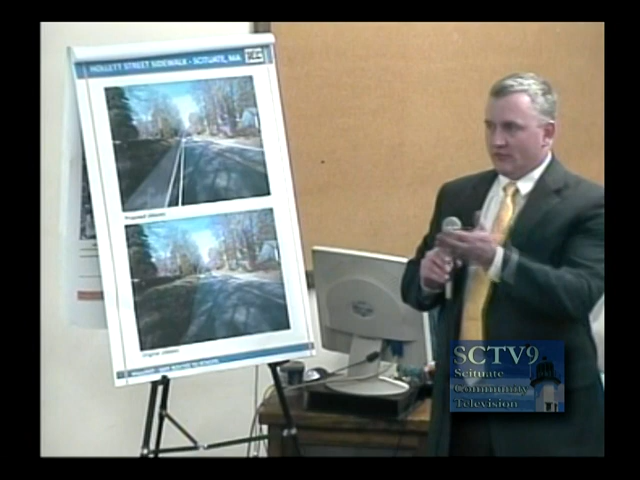 HOLLETT STREET SIDEWALK - SCITUATE, MA
Proposed sidewalk
Original sidewalk
SCTV9
Scituate
Community
Television